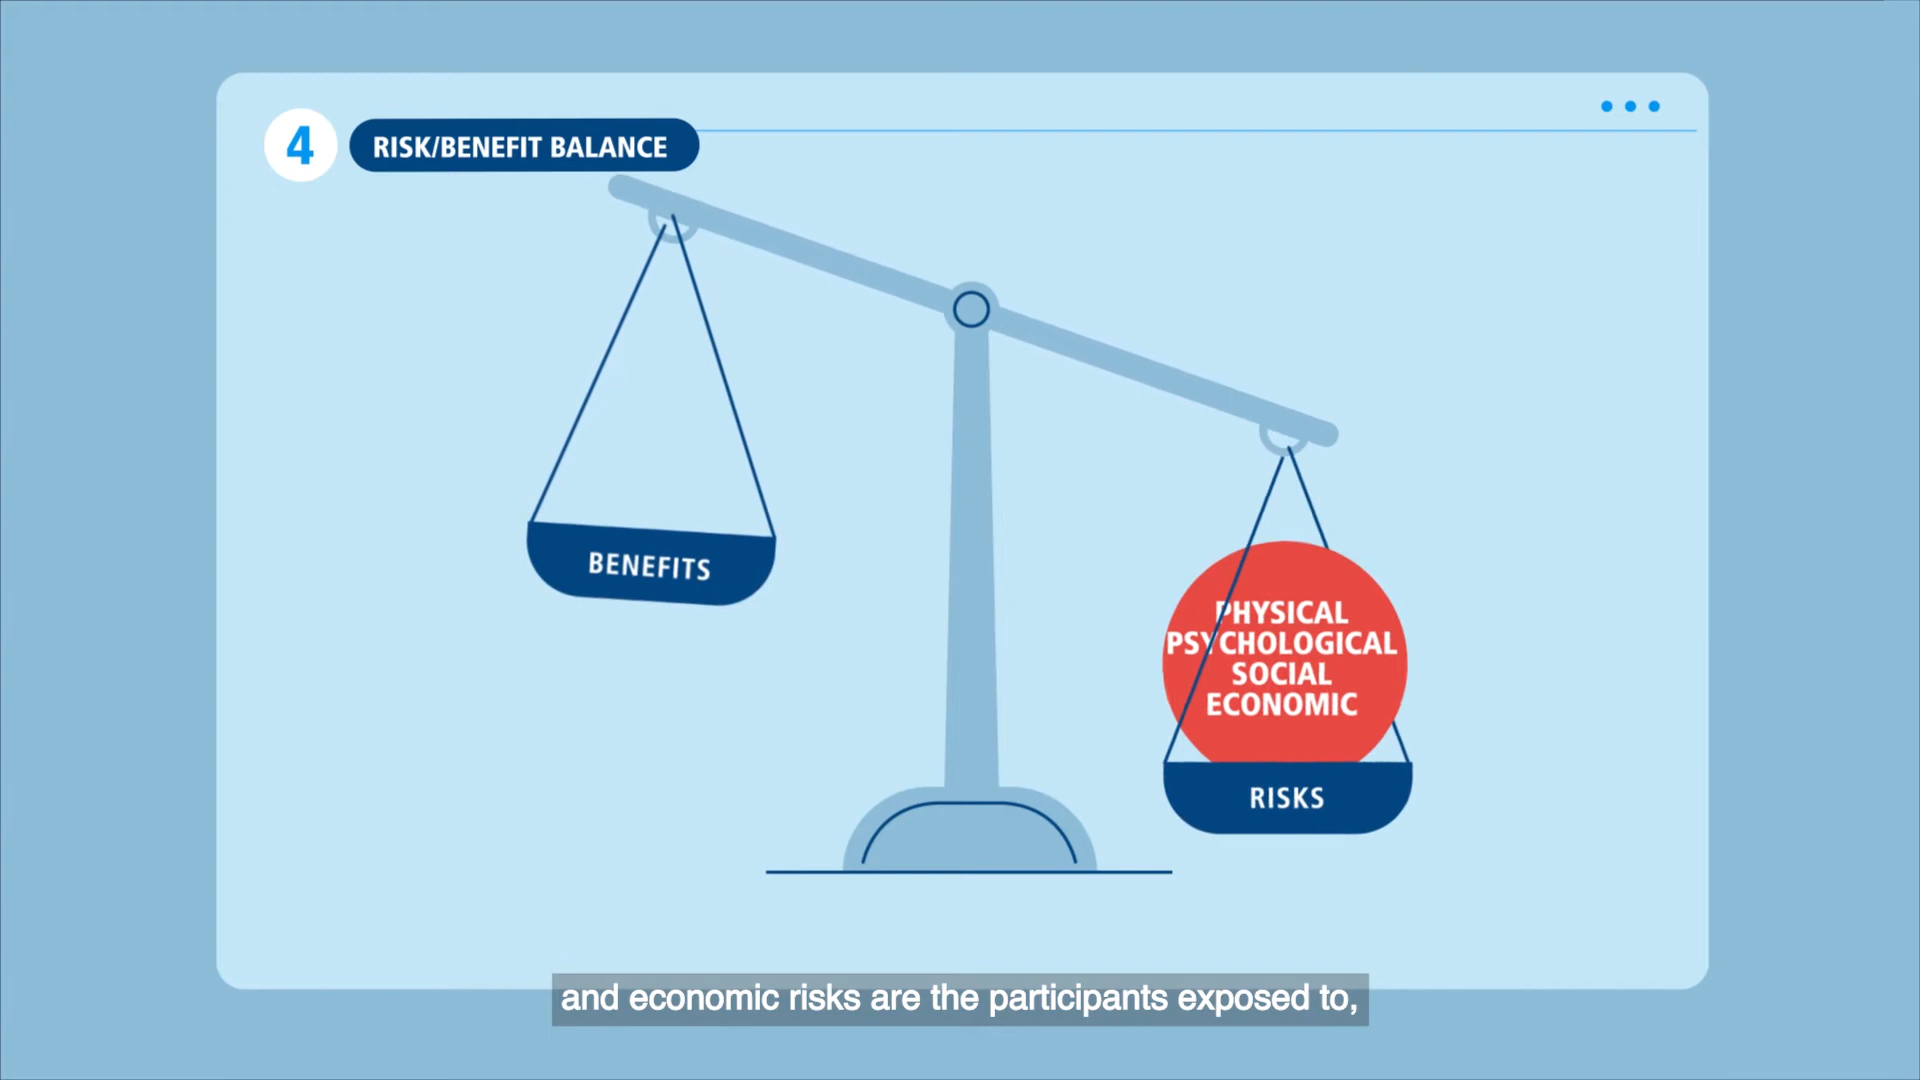 4
RISK/BENEFIT BALANCE
BENEFITS
PHYSICAL
PSYCHOLOGICAL
SOCIAL
ECONOMIC
RISKS
and economic risks are the participants exposed to,